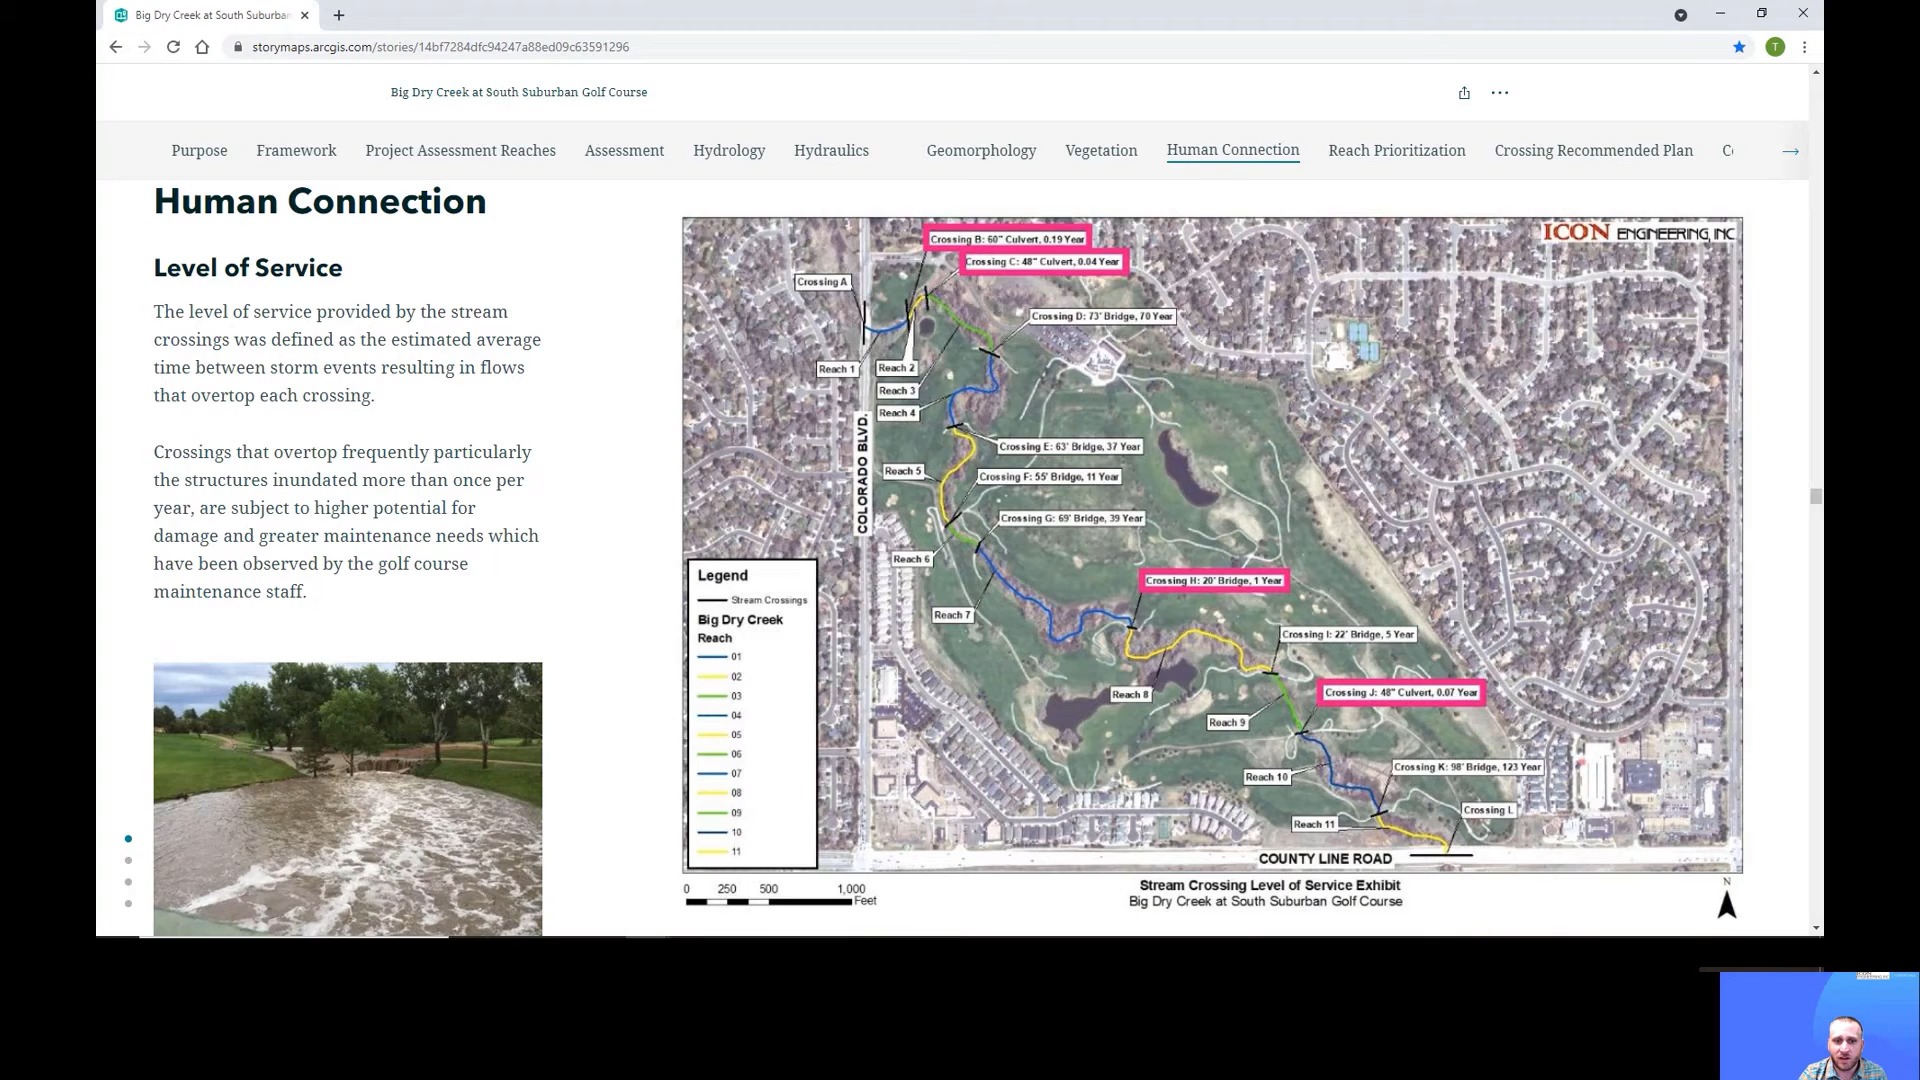 Big Dry Creek at South Suburban
storymaps.arcgis.com/stories/14bf7284dfc94247a88ed09c63591296
T
Big Dry Creek at South Suburban Golf Course
Purpose Framework Project Assessment Reaches Assessment Hydrology Hydraulics Geomorphology Vegetation Human Connection Reach Prioritization Crossing Recommended Plan
Human Connection
Level of Service
The level of service provided by the stream
crossings was defined as the estimated average
time between storm events resulting in flows
that overtop each crossing.
Crossings that overtop frequently particularly
the structures inundated more than once per
year, are subject to higher potential for
damage and greater maintenance needs which
have been observed by the golf course
maintenance staff.
ICON ENGINEERING, INC
Crossing B: 60" Culvert, 0.19 Year
Crossing C: 48" Culvert, 0.04 Year
Crossing A
Crossing D: 73' Bridge, 70 Year
Reach 1
Reach 2
Reach 3
Reach 4
COLORADO BLVD.
Crossing E: 63' Bridge, 37 Year
Reach 5
Crossing F: 55' Bridge, 11 Year
Crossing G: 69' Bridge, 39 Year
Reach 6
Crossing H: 20' Bridge, 1 Year
Reach 7
Crossing I: 22' Bridge, 5 Year
Reach 8
Crossing J: 48" Culvert, 0.07 Year
Reach 9
Crossing K: 98' Bridge, 123 Year
Reach 10
Crossing L
Reach 11
COUNTY LINE ROAD
Legend
Stream Crossings
Big Dry Creek
Reach
01
02
03
04
05
06
07
08
09
10
11
0 250 500 1,000
Feet
Stream Crossing Level of Service Exhibit
Big Dry Creek at South Suburban Golf Course
N